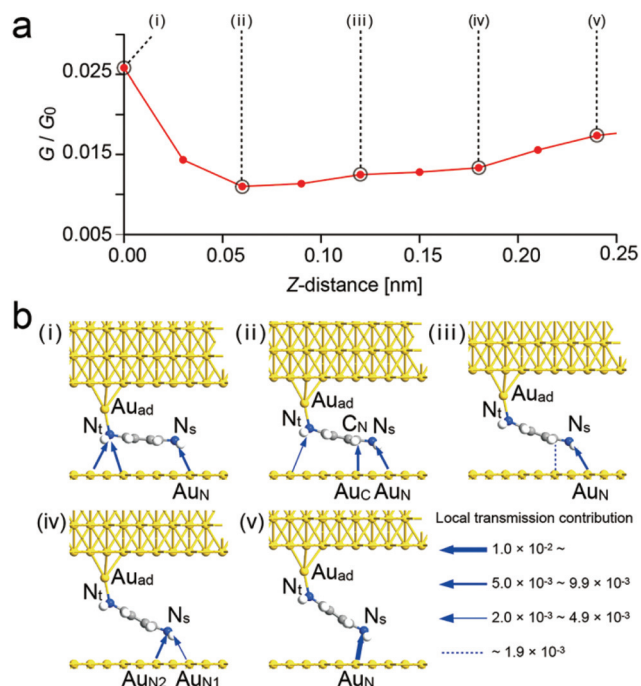 a
(i) (ii) (iii) (iv) (v)
0.025
0.015
0.005
G / G0
0.00 0.05 0.10 0.15 0.20 0.25
Z-distance [nm]
b
(i) (ii) (iii)
Auad Auad Auad
Nt Ns Nt CN Ns Nt Ns
AuN AuC AuN AuN
(iv) (v)
Auad Auad
Nt Ns Nt Ns
AuN2 AuN1 AuN
Local transmission contribution
1.0 × 10⁻² ~
5.0 × 10⁻³ ~ 9.9 × 10⁻³
2.0 × 10⁻³ ~ 4.9 × 10⁻³
~ 1.9 × 10⁻³